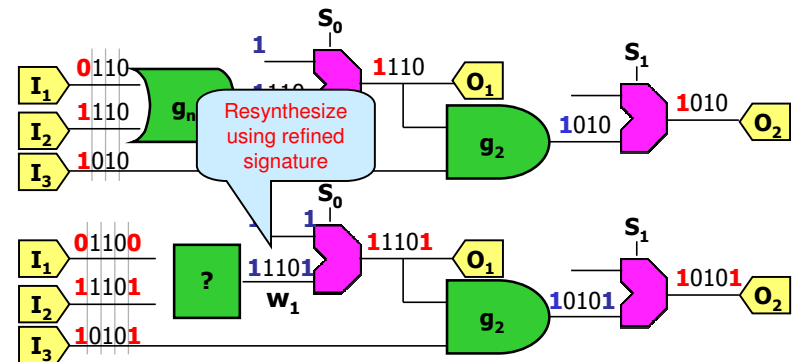 S0
S1
1
I1 0110
1110
O1
1010
O2
I2 1110
gn
1110
Resynthesize
using refined
signature
g2
1010
I3 1010
S0
S1
1
I1 01100
11101
O1
10101
O2
?
11101
w1
I2 11101
g2
10101
I3 10101